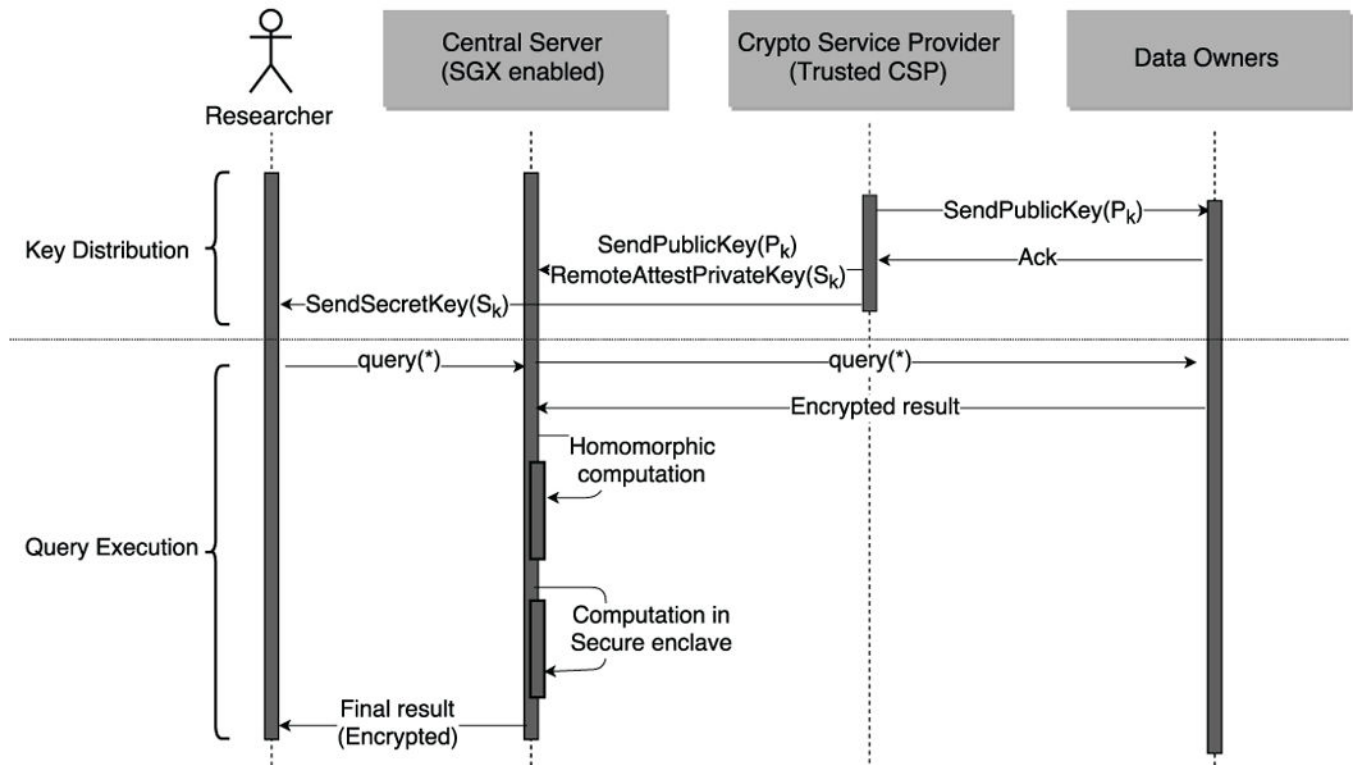 Researcher
Central Server
(SGX enabled)
Crypto Service Provider
(Trusted CSP)
Data Owners
Key Distribution
SendPublicKey(Pk)
Ack
SendPublicKey(Pk)
RemoteAttestPrivateKey(Sk)
SendSecretKey(Sk)
Query Execution
query(*)
query(*)
Encrypted result
Homomorphic
computation
Computation in
Secure enclave
Final result
(Encrypted)